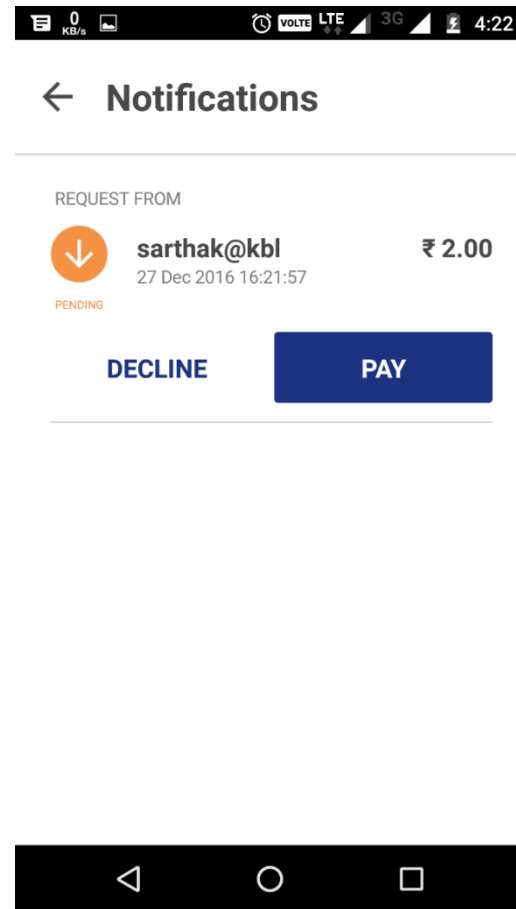 0 KB/s VOLTE LTE 3G 4:22
Notifications
REQUEST FROM
sarthak@kbl ₹ 2.00
27 Dec 2016 16:21:57
PENDING
DECLINE PAY